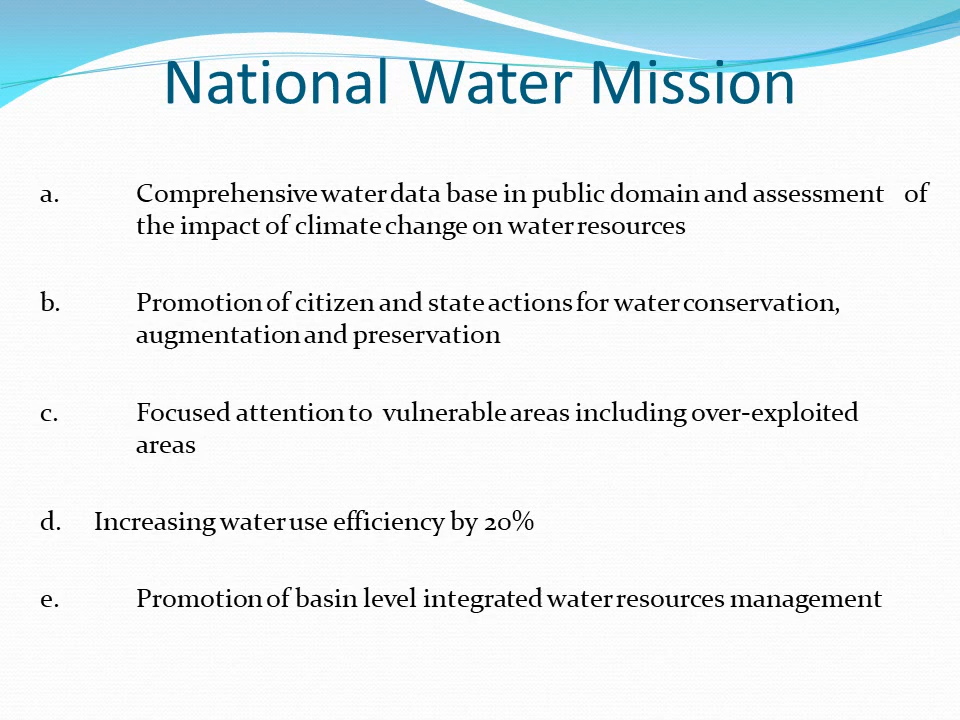 National Water Mission
a. Comprehensive water data base in public domain and assessment of
the impact of climate change on water resources
b. Promotion of citizen and state actions for water conservation,
augmentation and preservation
c. Focused attention to vulnerable areas including over-exploited
areas
d. Increasing water use efficiency by 20%
e. Promotion of basin level integrated water resources management